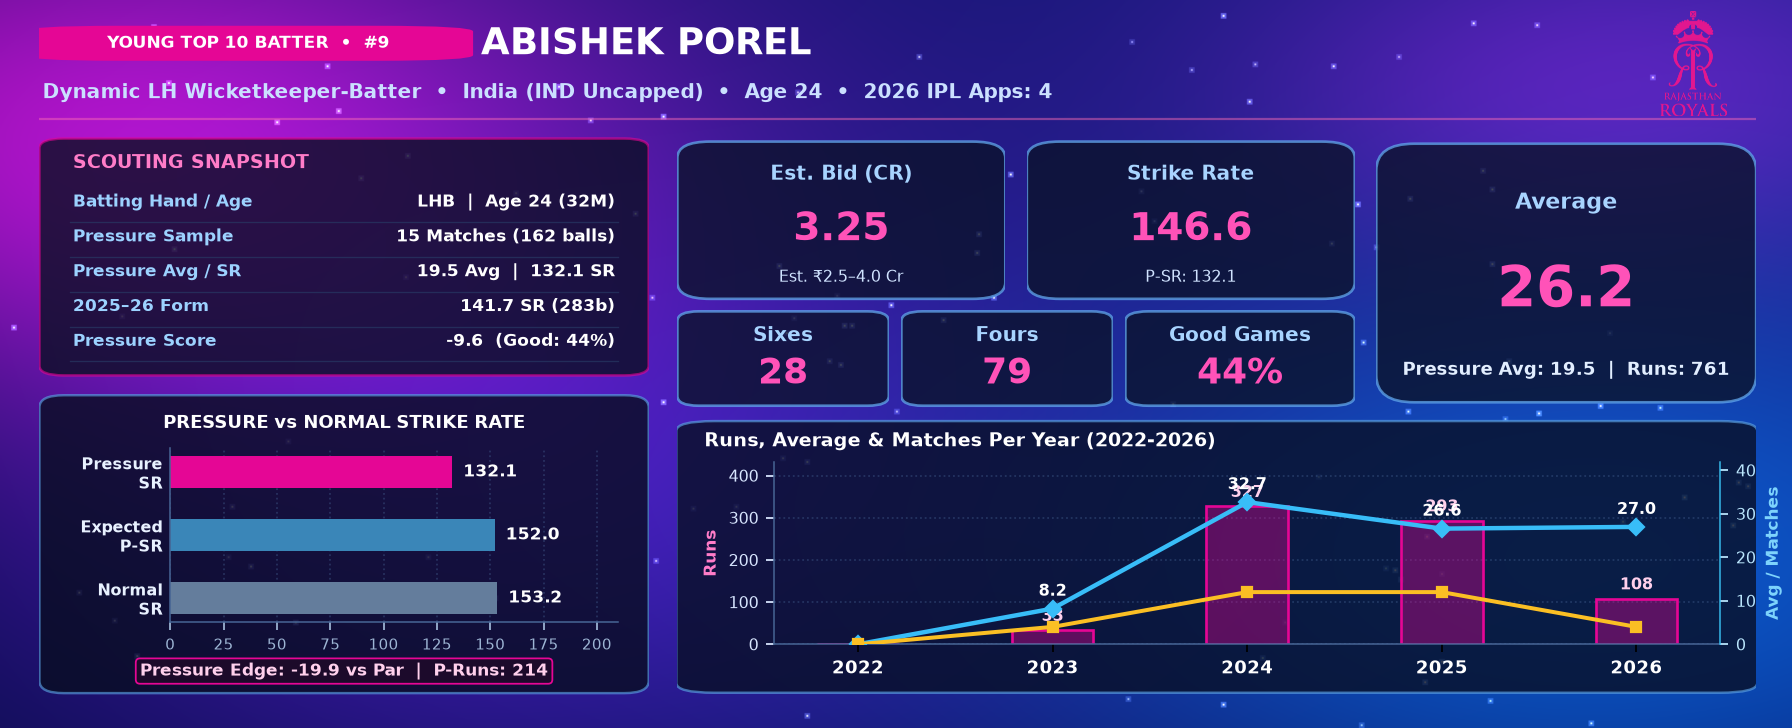 YOUNG TOP 10 BATTER • #9
ABISHEK POREL
Dynamic LH Wicketkeeper-Batter • India (IND Uncapped) • Age 24 • 2026 IPL Apps: 4
RAJASTHAN
ROYALS
SCOUTING SNAPSHOT
Batting Hand / Age LHB | Age 24 (32M)
Pressure Sample 15 Matches (162 balls)
Pressure Avg / SR 19.5 Avg | 132.1 SR
2025–26 Form 141.7 SR (283b)
Pressure Score -9.6 (Good: 44%)
Est. Bid (CR)
3.25
Est. ₹2.5–4.0 Cr
Strike Rate
146.6
P-SR: 132.1
Average
26.2
Pressure Avg: 19.5 | Runs: 761
Sixes
28
Fours
79
Good Games
44%
PRESSURE vs NORMAL STRIKE RATE
Pressure
SR
132.1
Expected
P-SR
152.0
Normal
SR
153.2
0 25 50 75 100 125 150 175 200
Pressure Edge: -19.9 vs Par | P-Runs: 214
Runs, Average & Matches Per Year (2022-2026)
Runs
400
300
200
100
0
8.2
33
32.7
327
293
26.6
27.0
108
40
30
20
10
0
Avg / Matches
2022 2023 2024 2025 2026